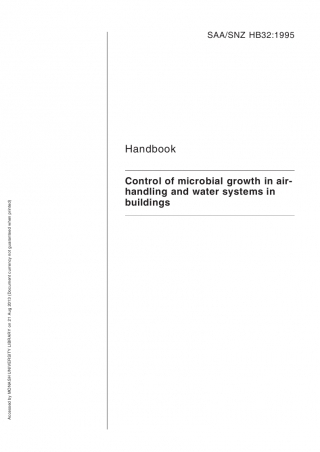 SAA/SNZ HB32:1995
Handbook
Control of microbial growth in air-
handling and water systems in
buildings
Accessed by MONASH UNIVERSITY LIBRARY on 21 Aug 2013 (Document currency not guaranteed when printed)